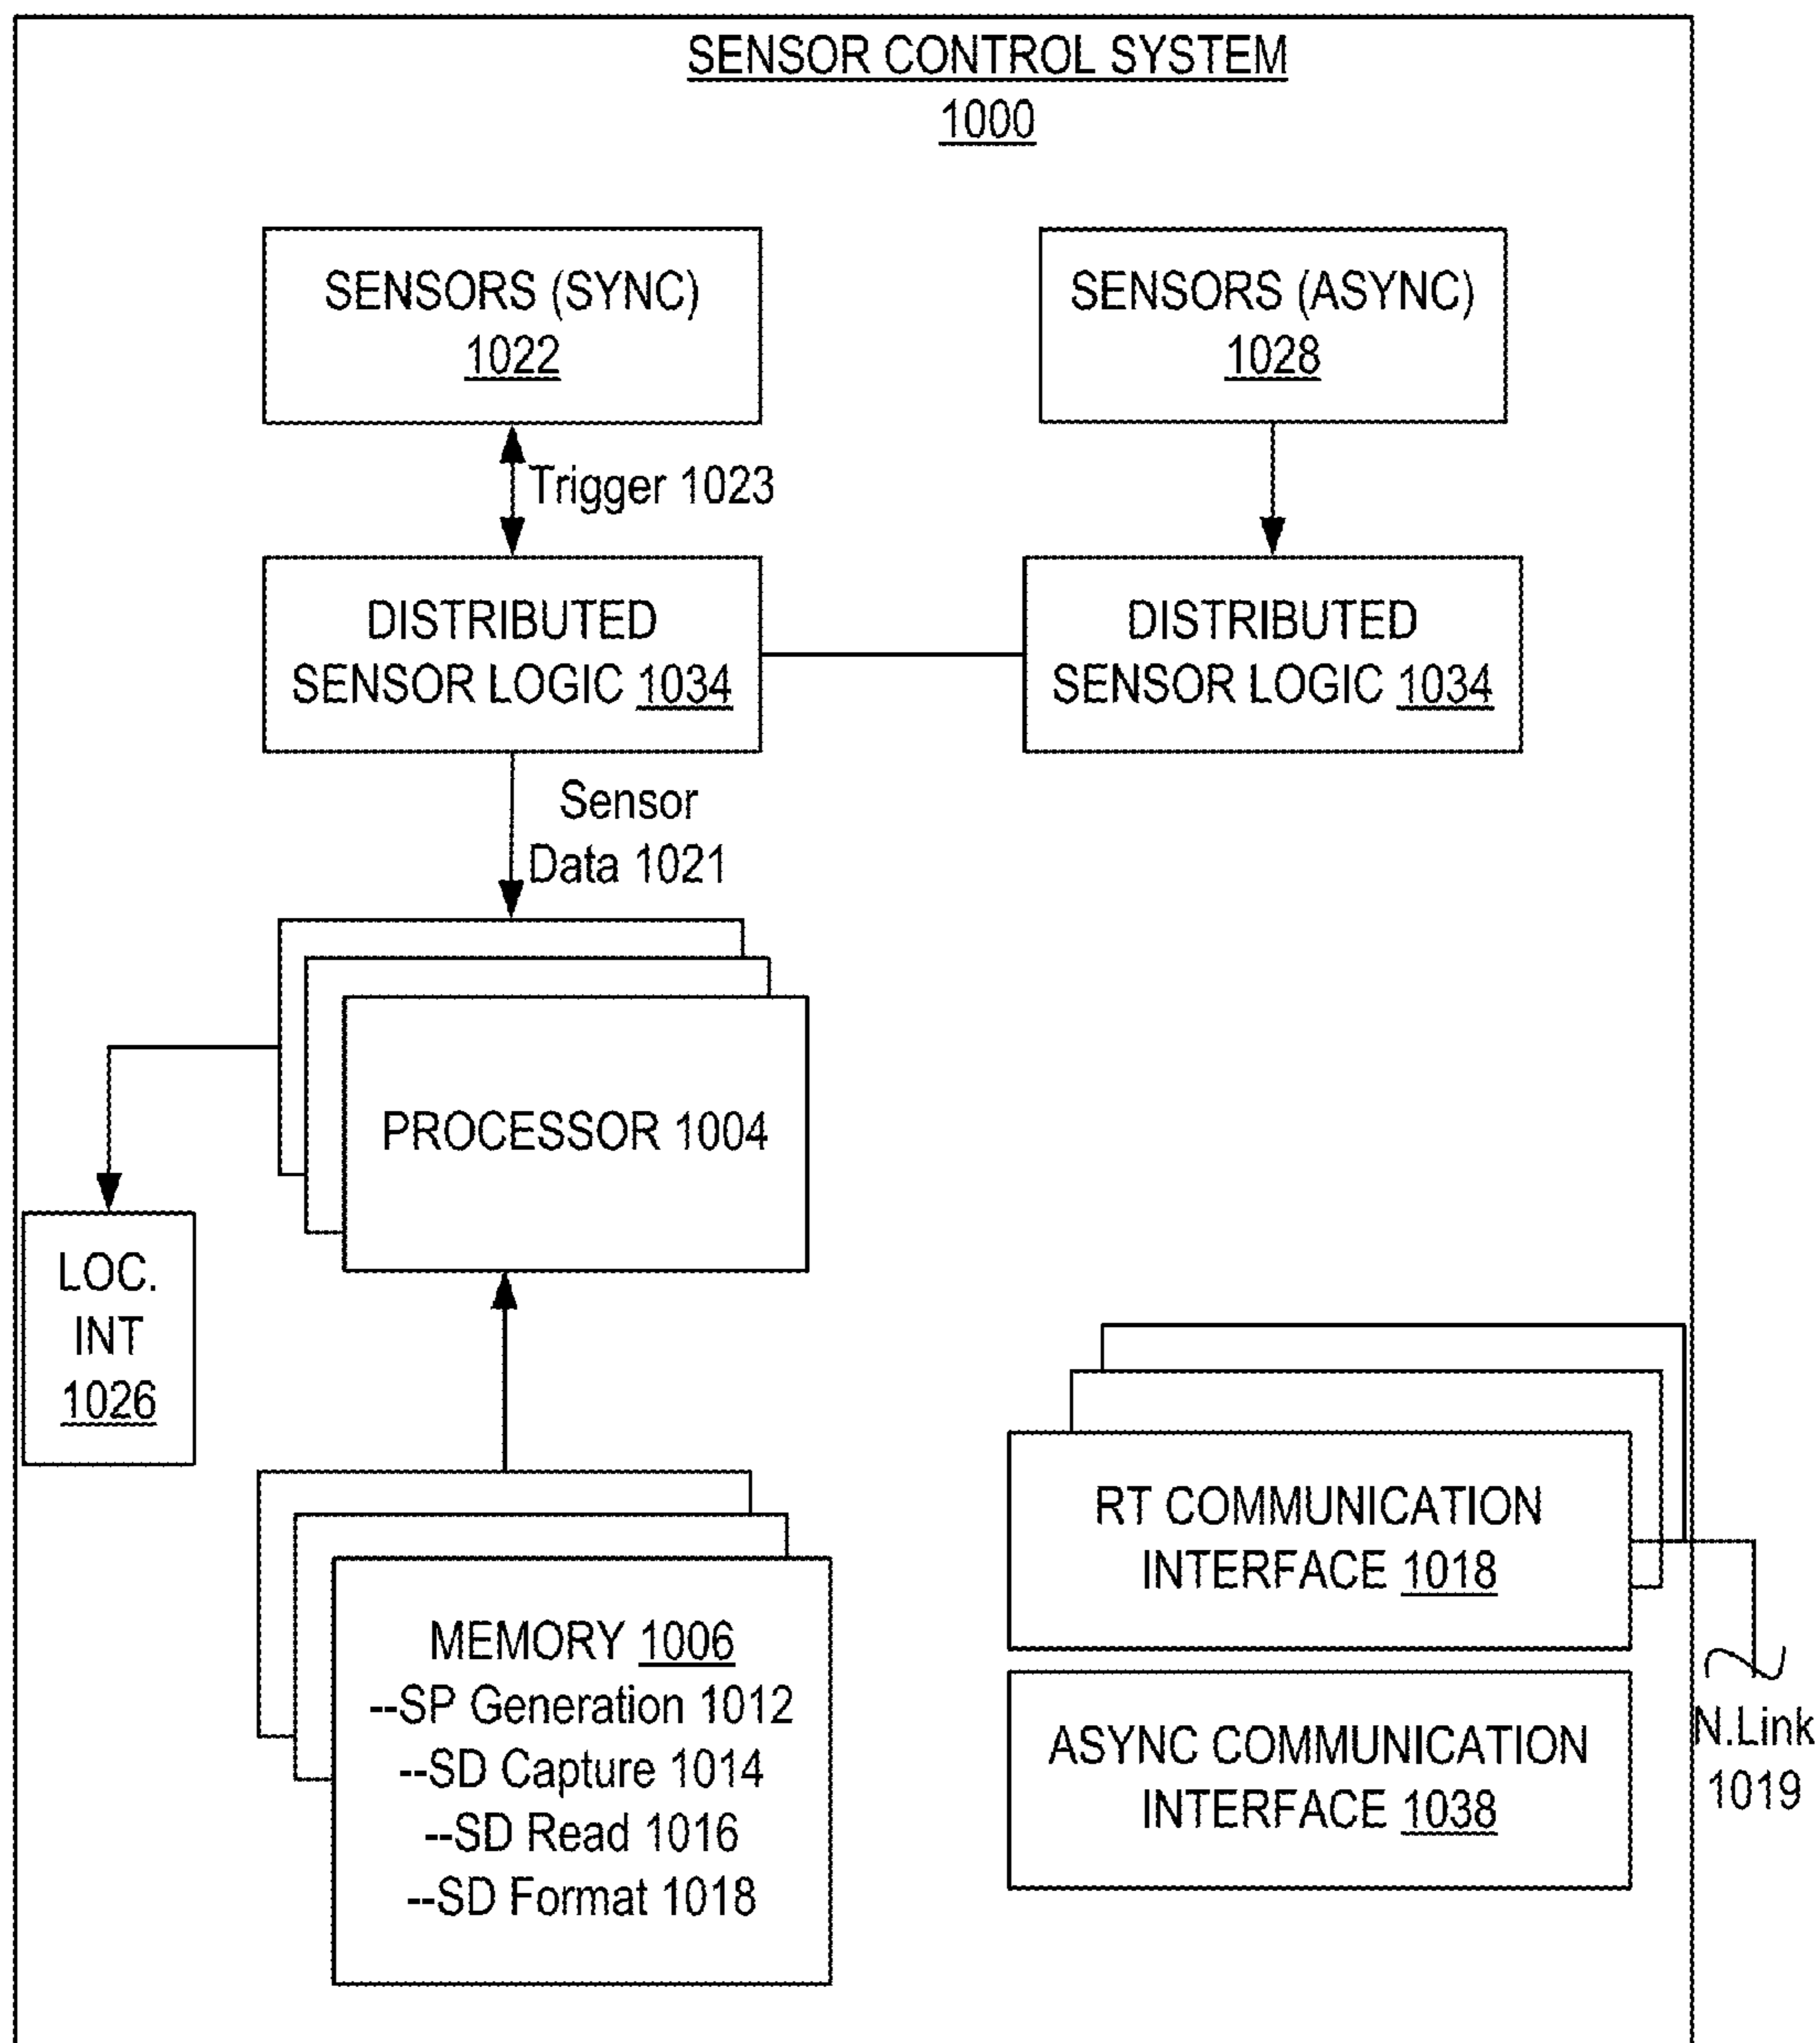 SENSOR CONTROL SYSTEM
1000
SENSORS (SYNC)
1022
SENSORS (ASYNC)
1028
Trigger 1023
DISTRIBUTED
SENSOR LOGIC 1034
DISTRIBUTED
SENSOR LOGIC 1034
Sensor
Data 1021
PROCESSOR 1004
LOC.
INT
1026
RT COMMUNICATION
INTERFACE 1018
MEMORY 1006
--SP Generation 1012
--SD Capture 1014
--SD Read 1016
--SD Format 1018
ASYNC COMMUNICATION
INTERFACE 1038
N.Link
1019